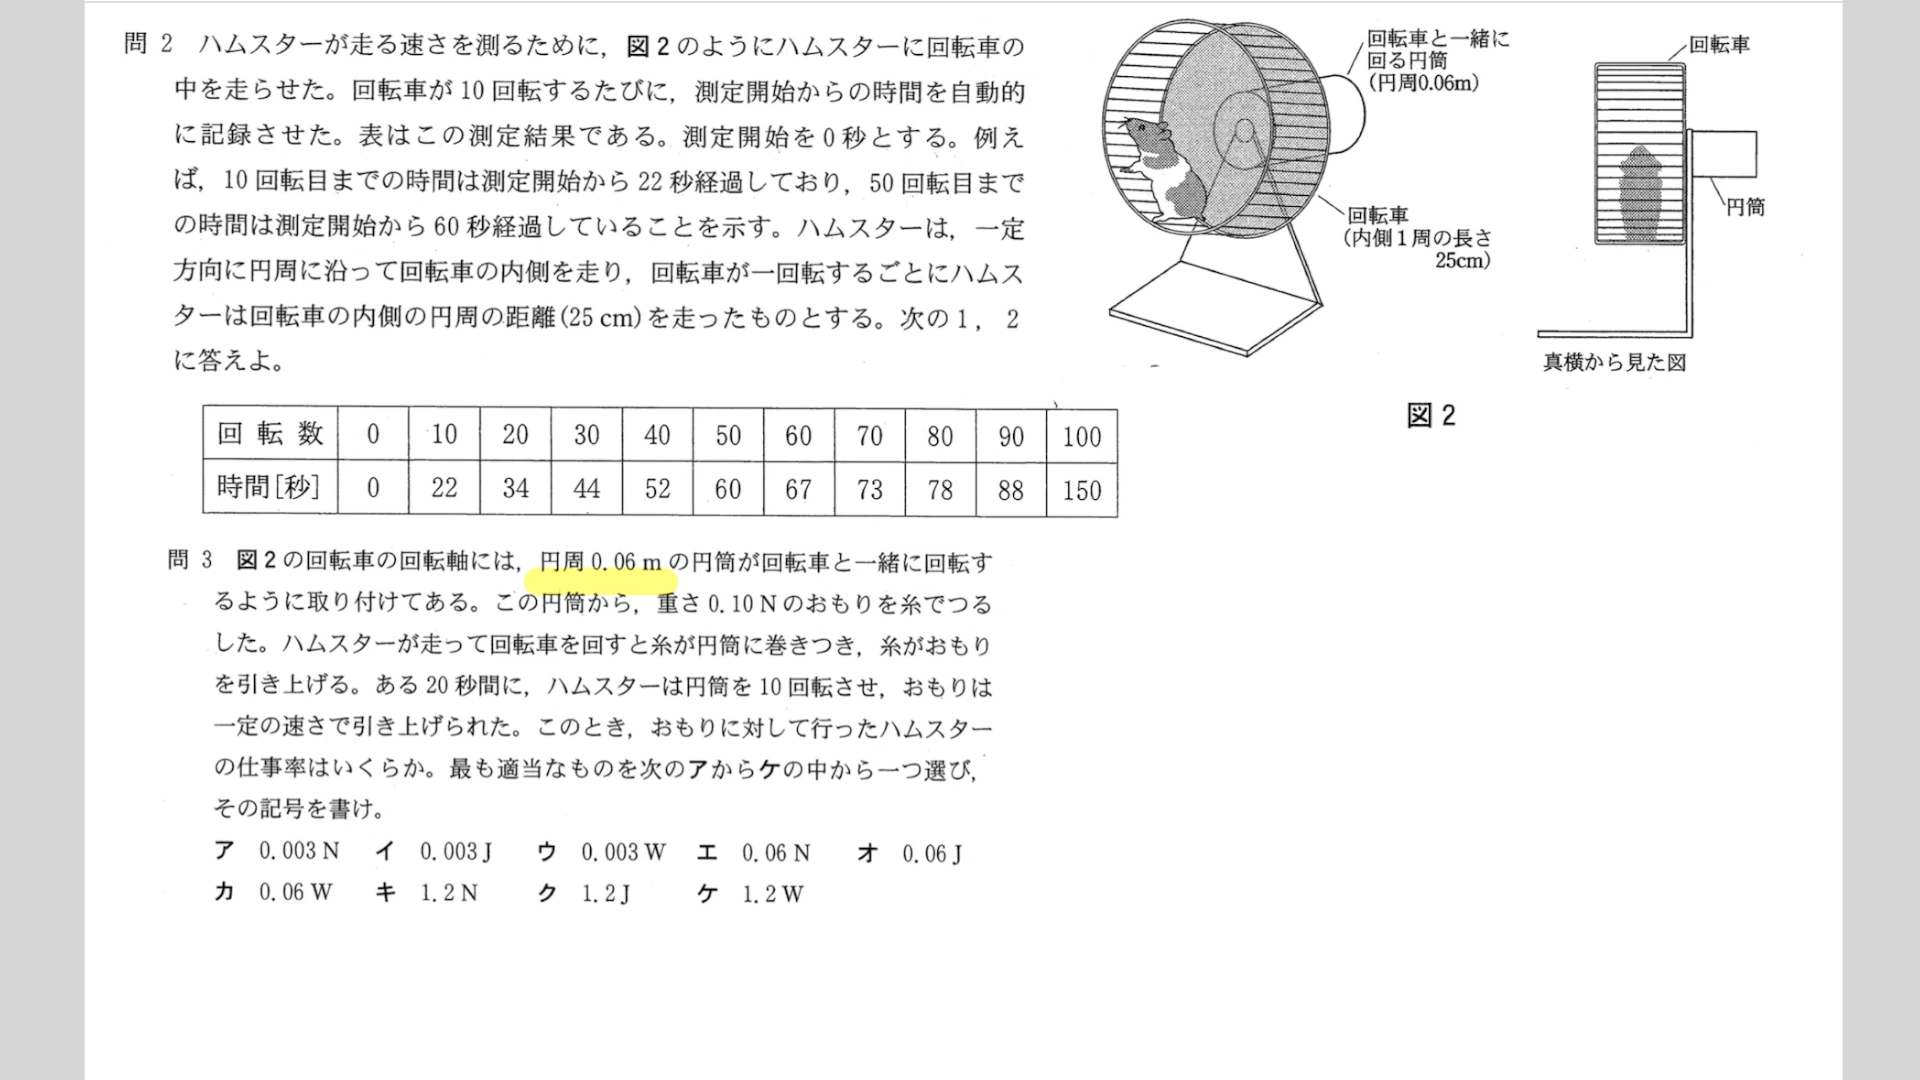 問 2 ハムスターが走る速さを測るために，図2のようにハムスターに回転車の
中を走らせた。回転車が 10 回転するたびに，測定開始からの時間を自動的
に記録させた。表はこの測定結果である。測定開始を 0 秒とする。例え
ば，10 回転目までの時間は測定開始から 22 秒経過しており，50 回転目まで
の時間は測定開始から 60 秒経過していることを示す。ハムスターは，一定
方向に円周に沿って回転車の内側を走り，回転車が一回転するごとにハムス
ターは回転車の内側の円周の距離(25 cm)を走ったものとする。次の 1， 2
に答えよ。
回転車と一緒に
回る円筒
(円周0.06m)
回転車
(内側1周の長さ
25cm)
回転車
円筒
真横から見た図
図 2
回 転 数 0 10 20 30 40 50 60 70 80 90 100
時間[秒] 0 22 34 44 52 60 67 73 78 88 150
問 3 図2の回転車の回転軸には，円周 0.06 m の円筒が回転車と一緒に回転す
るように取り付けてある。この円筒から，重さ 0.10 N のおもりを糸でつる
した。ハムスターが走って回転車を回すと糸が円筒に巻きつき，糸がおもり
を引き上げる。ある 20 秒間に，ハムスターは円筒を 10 回転させ，おもりは
一定の速さで引き上げられた。このとき，おもりに対して行ったハムスター
の仕事率はいくらか。最も適当なものを次のアからケの中から一つ選び，
その記号を書け。
ア 0.003 N イ 0.003 J ウ 0.003 W エ 0.06 N オ 0.06 J
カ 0.06 W キ 1.2 N ク 1.2 J ケ 1.2 W